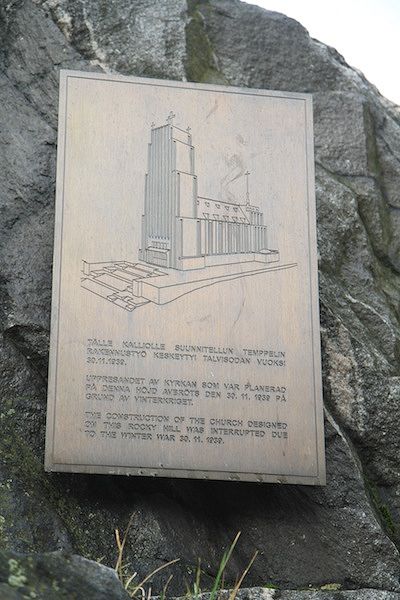 TÄLLE KALLIOLLE SUUNNITELLUN TEMPPELIN
RAKENNUSTYÖ KESKEYTYI TALVISODAN VUOKSI
30.11.1939.
UPPRESANDET AV KYRKAN SOM VAR PLANERAD
PÅ DENNA HÖJD AVBRÖTS DEN 30.11.1939 PÅ
GRUND AV VINTERKRIGET.
THE CONSTRUCTION OF THE CHURCH DESIGNED
ON THIS ROCKY HILL WAS INTERRUPTED DUE
TO THE WINTER WAR 30.11.1939.